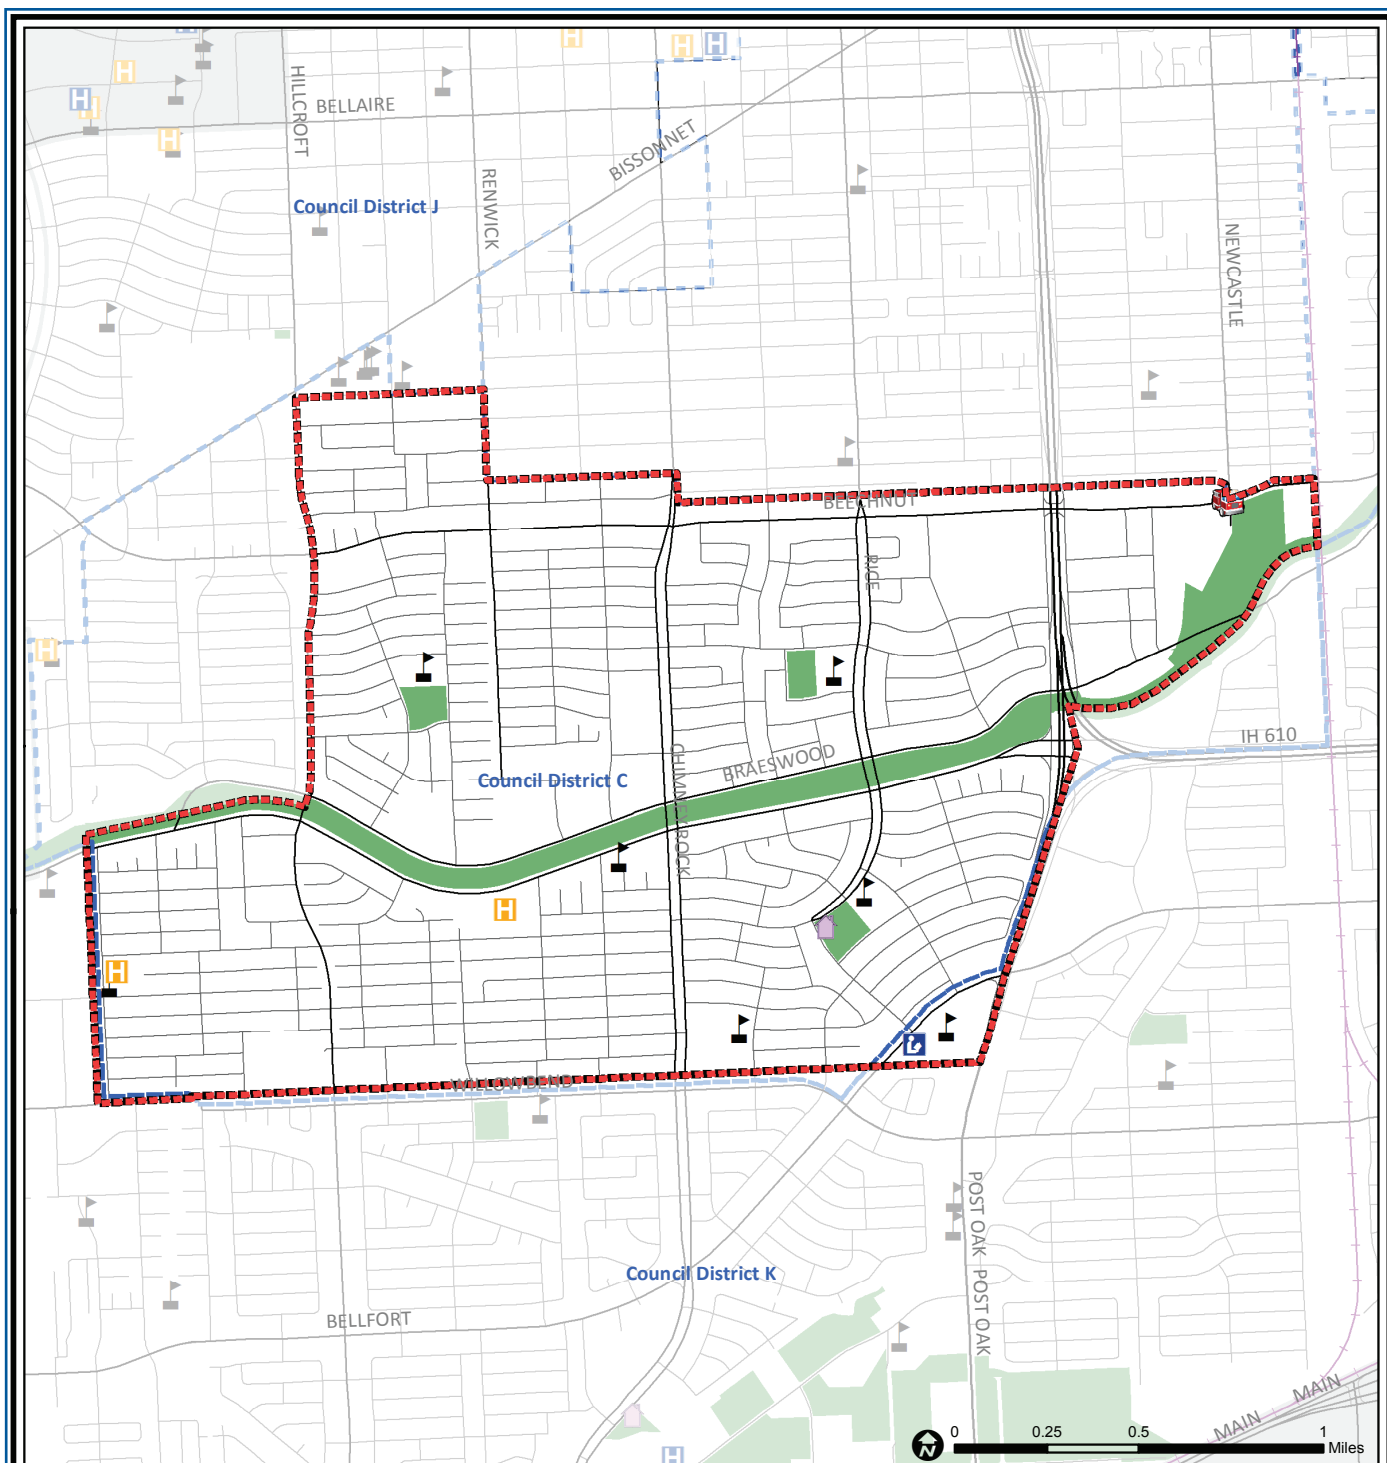 HILLCROFT
BELLAIRE
BISSONNET
RENWICK
Council District J
NEWCASTLE
BEECHNUT
RICE
IH 610
CHIMNEY ROCK
BRAESWOOD
Council District C
WILLOWBEND
POST OAK
POST OAK
Council District K
BELLFORT
MAIN
MAIN
H
H
H
H
H
H
H
H
H
H
H
N
0
0.25
0.5
1
Miles